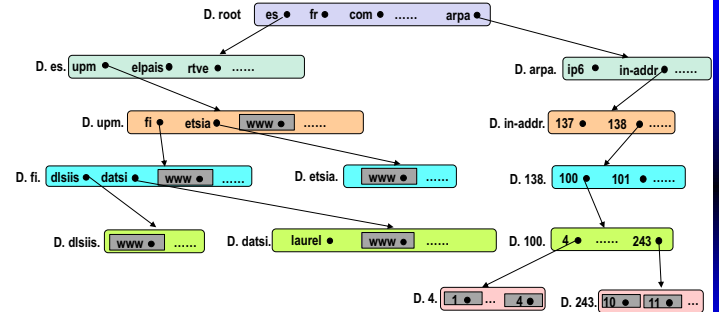 D. root es fr com ...... arpa
D. es. upm elpais rtve ......
D. arpa. ip6 in-addr ......
D. upm. fi etsia www ......
D. in-addr. 137 138 ......
D. fi. dlsiis datsi www ......
D. etsia. www ......
D. 138. 100 101 ......
D. dlsiis. www ......
D. datsi. laurel www ......
D. 100. 4 ...... 243
D. 4. 1 ... 4
D. 243. 10 11 ...